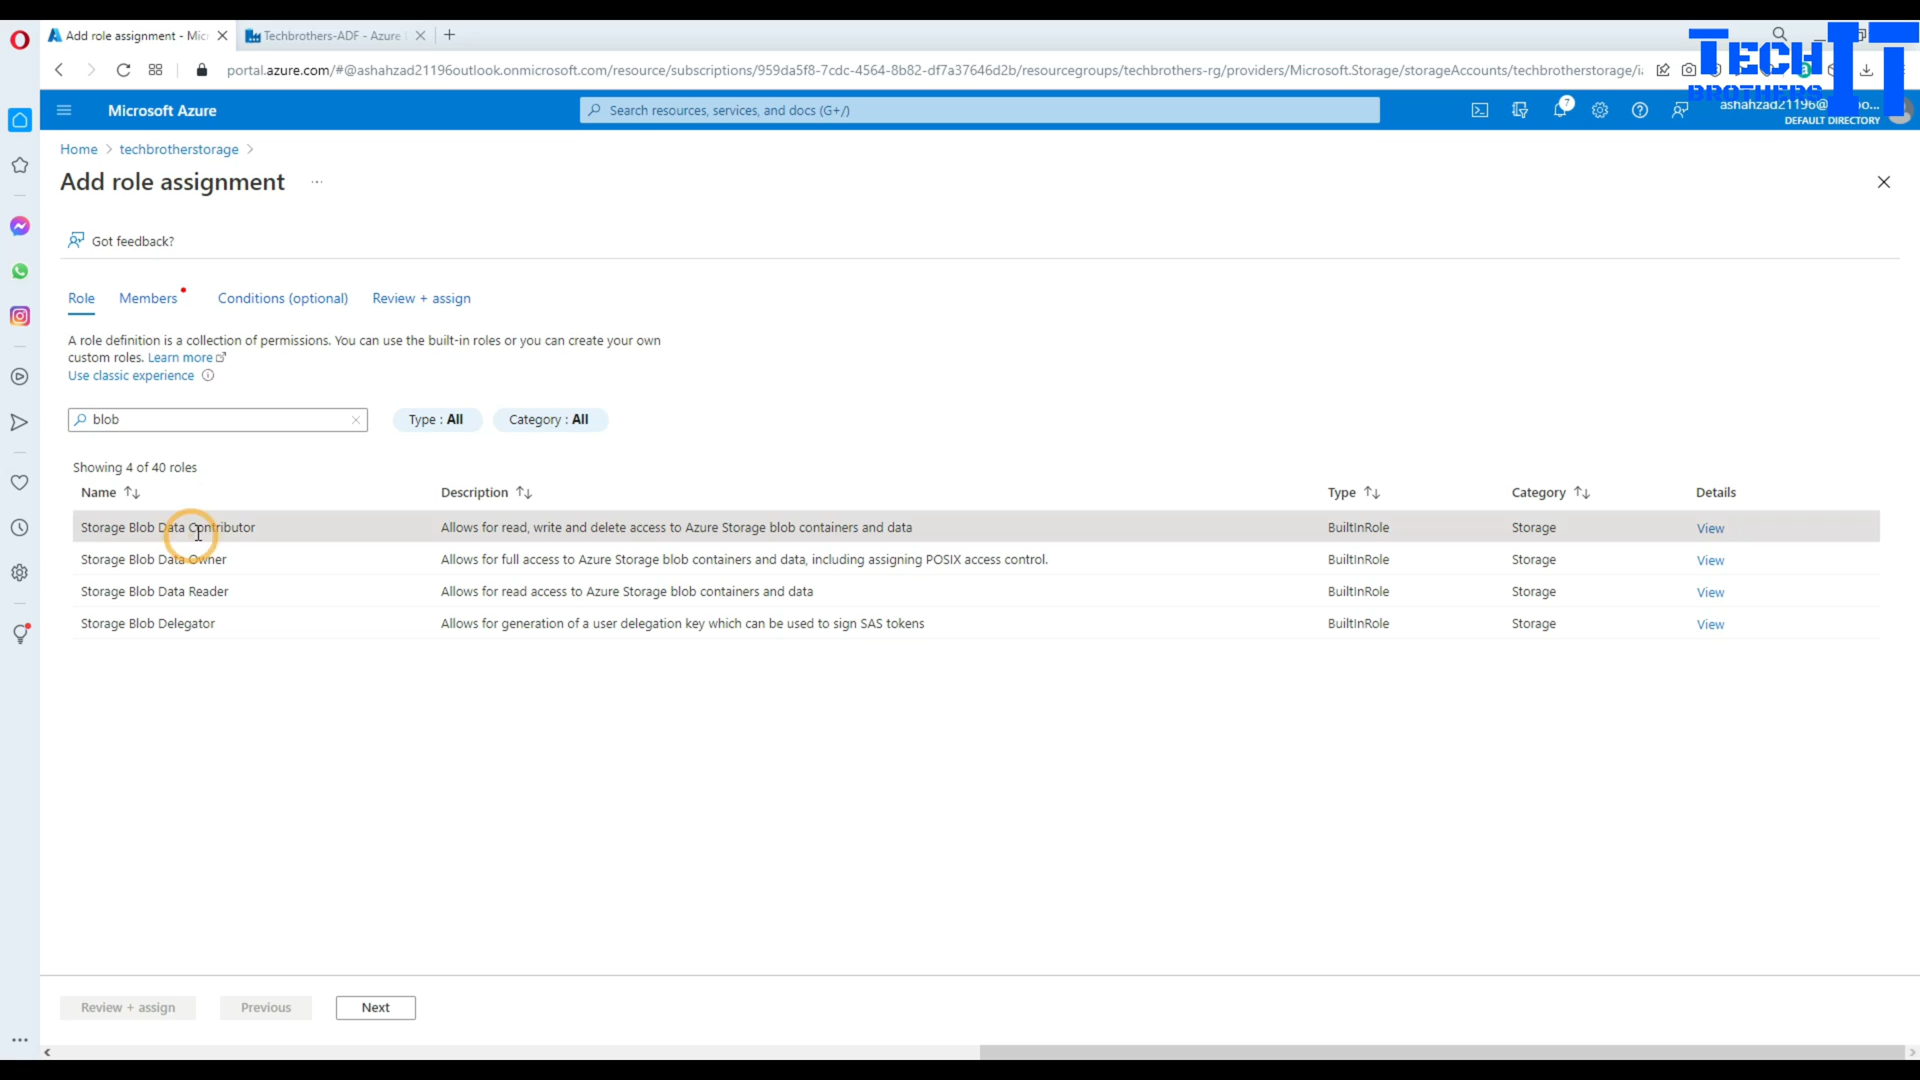 Add role assignment - Mic
Techbrothers-ADF - Azure
TECH IT
BROTHERS
portal.azure.com/#@ashahzad21196outlook.onmicrosoft.com/resource/subscriptions/959da5f8-7cdc-4564-8b82-df7a37646d2b/resourcegroups/techbrothers-rg/providers/Microsoft.Storage/storageAccounts/techbrotherstorage/ia
Microsoft Azure
Search resources, services, and docs (G+/)
7
ashahzad21196@
DEFAULT DIRECTORY
Home > techbrotherstorage >
Add role assignment ...
Got feedback?
Role Members Conditions (optional) Review + assign
A role definition is a collection of permissions. You can use the built-in roles or you can create your own
custom roles. Learn more
Use classic experience
blob Type : All Category : All
Showing 4 of 40 roles
Name Description Type Category Details
Storage Blob Data Contributor Allows for read, write and delete access to Azure Storage blob containers and data BuiltInRole Storage View
Storage Blob Data Owner Allows for full access to Azure Storage blob containers and data, including assigning POSIX access control. BuiltInRole Storage View
Storage Blob Data Reader Allows for read access to Azure Storage blob containers and data BuiltInRole Storage View
Storage Blob Delegator Allows for generation of a user delegation key which can be used to sign SAS tokens BuiltInRole Storage View
Review + assign Previous Next